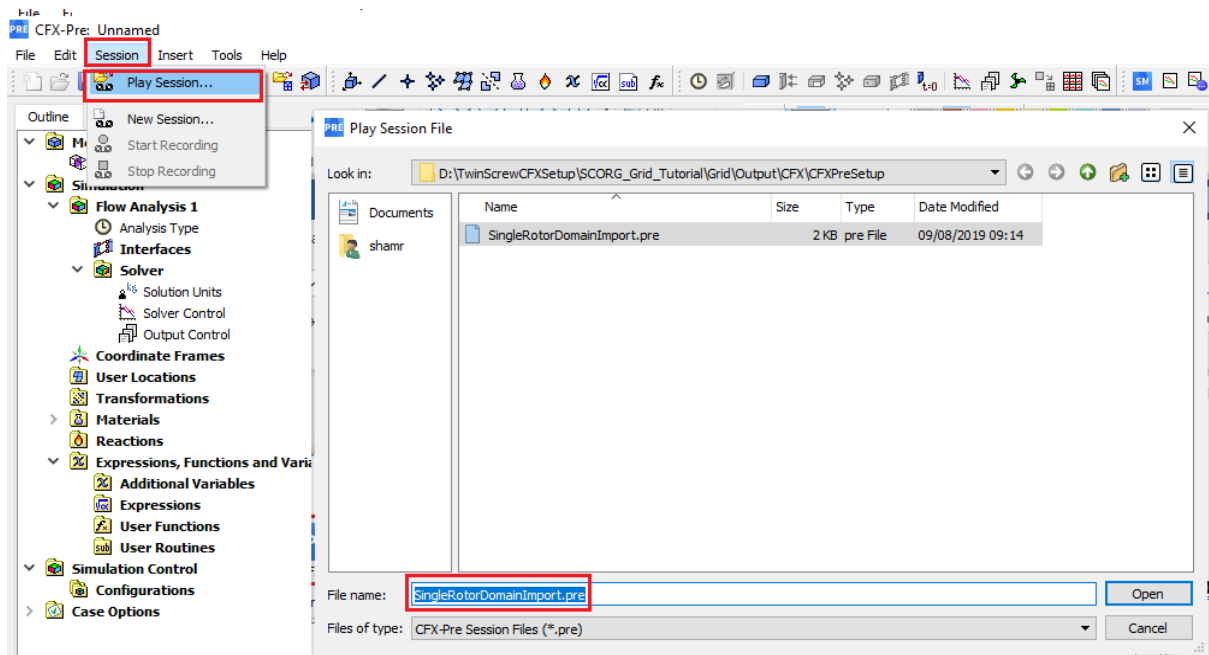 PRE CFX-Pre: Unnamed
File Edit Session Insert Tools Help
Play Session...
New Session...
Start Recording
Stop Recording
Outline
Simulation
Flow Analysis 1
Analysis Type
Interfaces
Solver
Solution Units
Solver Control
Output Control
Coordinate Frames
User Locations
Transformations
Materials
Reactions
Expressions, Functions and Varia
Additional Variables
Expressions
User Functions
User Routines
Simulation Control
Configurations
Case Options
PRE Play Session File
Look in: D:\TwinScrewCFXSetup\SCORG_Grid_Tutorial\Grid\Output\CFX\CFXPreSetup
Documents
shamr
Name Size Type Date Modified
SingleRotorDomainImport.pre 2 KB pre File 09/08/2019 09:14
File name: SingleRotorDomainImport.pre Open
Files of type: CFX-Pre Session Files (*.pre) Cancel